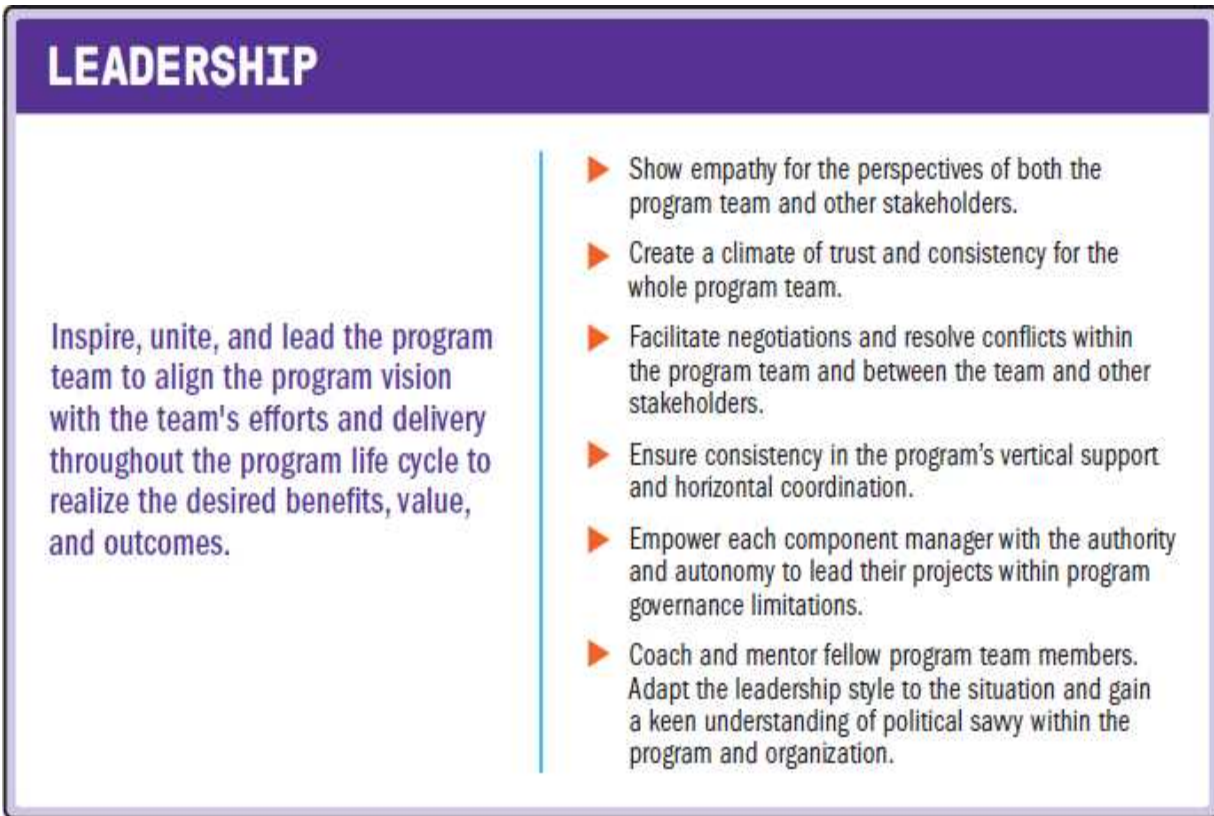 LEADERSHIP
Inspire, unite, and lead the program
team to align the program vision
with the team's efforts and delivery
throughout the program life cycle to
realize the desired benefits, value,
and outcomes.
Show empathy for the perspectives of both the
program team and other stakeholders.
Create a climate of trust and consistency for the
whole program team.
Facilitate negotiations and resolve conflicts within
the program team and between the team and other
stakeholders.
Ensure consistency in the program’s vertical support
and horizontal coordination.
Empower each component manager with the authority
and autonomy to lead their projects within program
governance limitations.
Coach and mentor fellow program team members.
Adapt the leadership style to the situation and gain
a keen understanding of political savvy within the
program and organization.